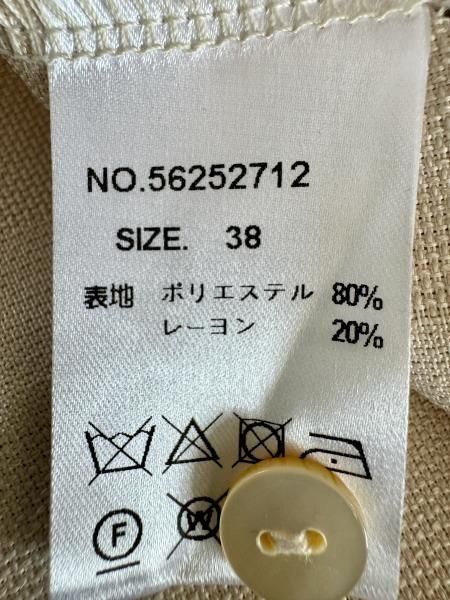 NO.56252712
SIZE. 38
表地 ポリエステル 80%
レーヨン 20%
F
W